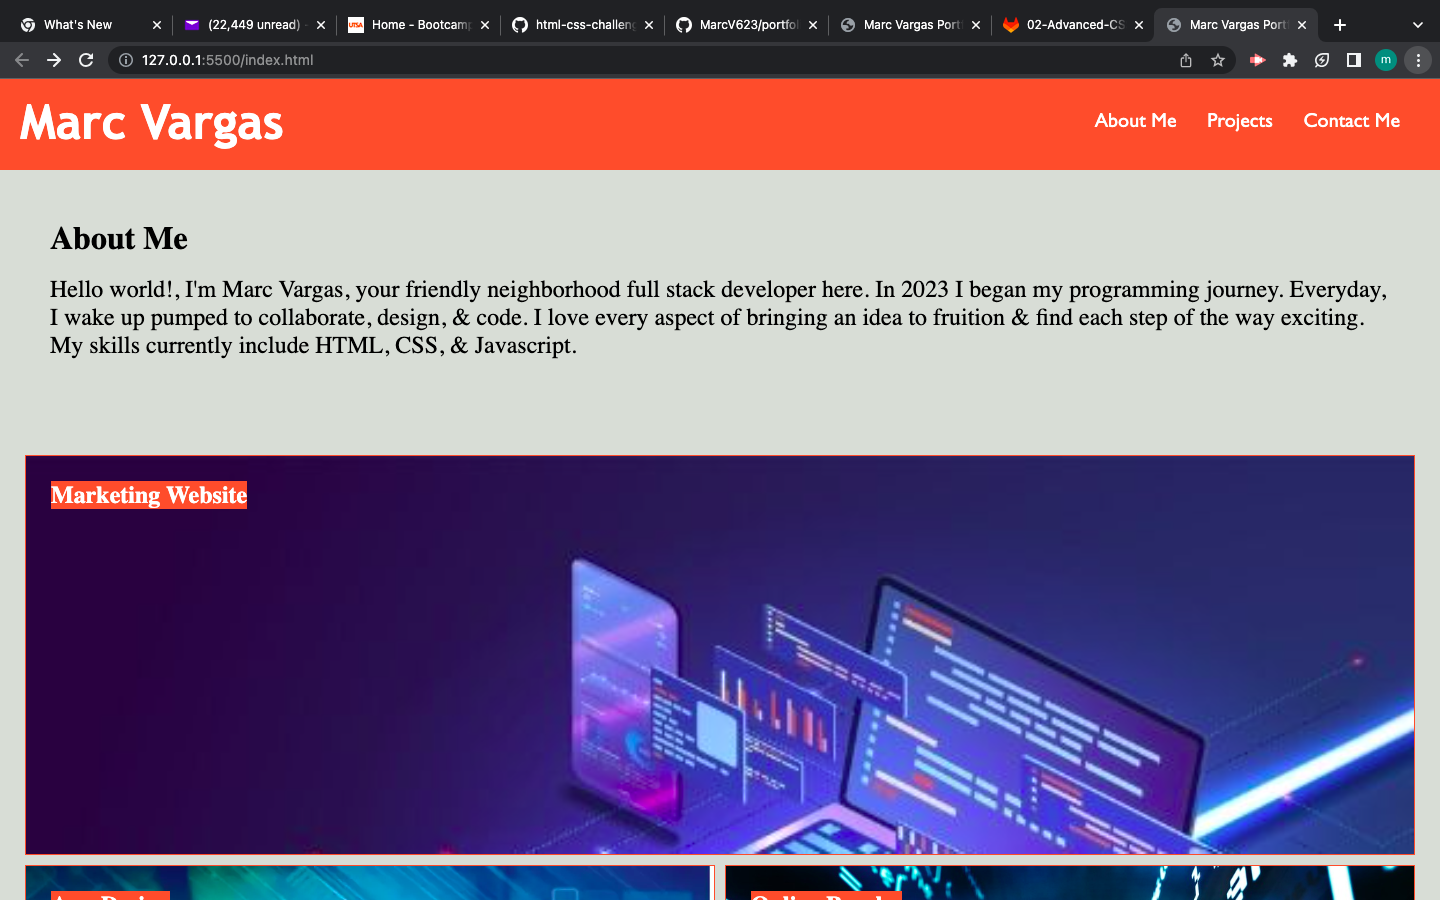 What's New
(22,449 unread)
Home - Bootcamp
html-css-challen
MarcV623/portfol
Marc Vargas Port
02-Advanced-CS
Marc Vargas Port
127.0.0.1:5500/index.html
m
Marc Vargas
About Me
Projects
Contact Me
About Me
Hello world!, I'm Marc Vargas, your friendly neighborhood full stack developer here. In 2023 I began my programming journey. Everyday,
I wake up pumped to collaborate, design, & code. I love every aspect of bringing an idea to fruition & find each step of the way exciting.
My skills currently include HTML, CSS, & Javascript.
Marketing Website